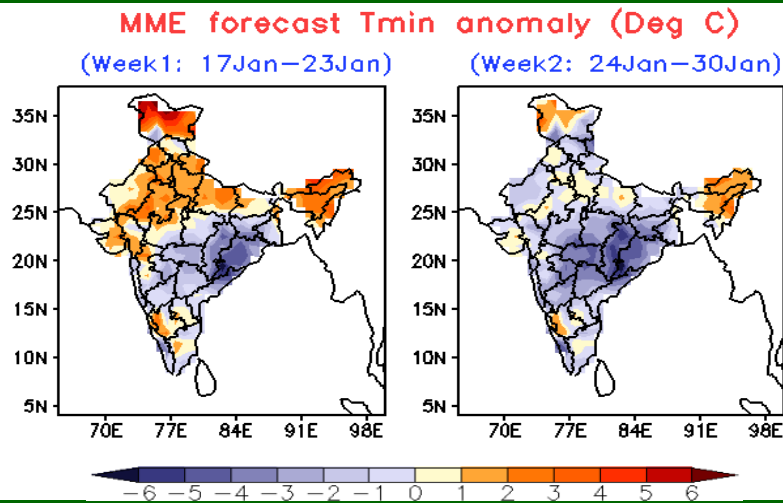 MME forecast Tmin anomaly (Deg C)
(Week1: 17Jan−23Jan)
(Week2: 24Jan−30Jan)
35N
30N
25N
20N
15N
10N
5N
70E 77E 84E 91E 98E
35N
30N
25N
20N
15N
10N
5N
70E 77E 84E 91E 98E
−6 −5 −4 −3 −2 −1 0 1 2 3 4 5 6